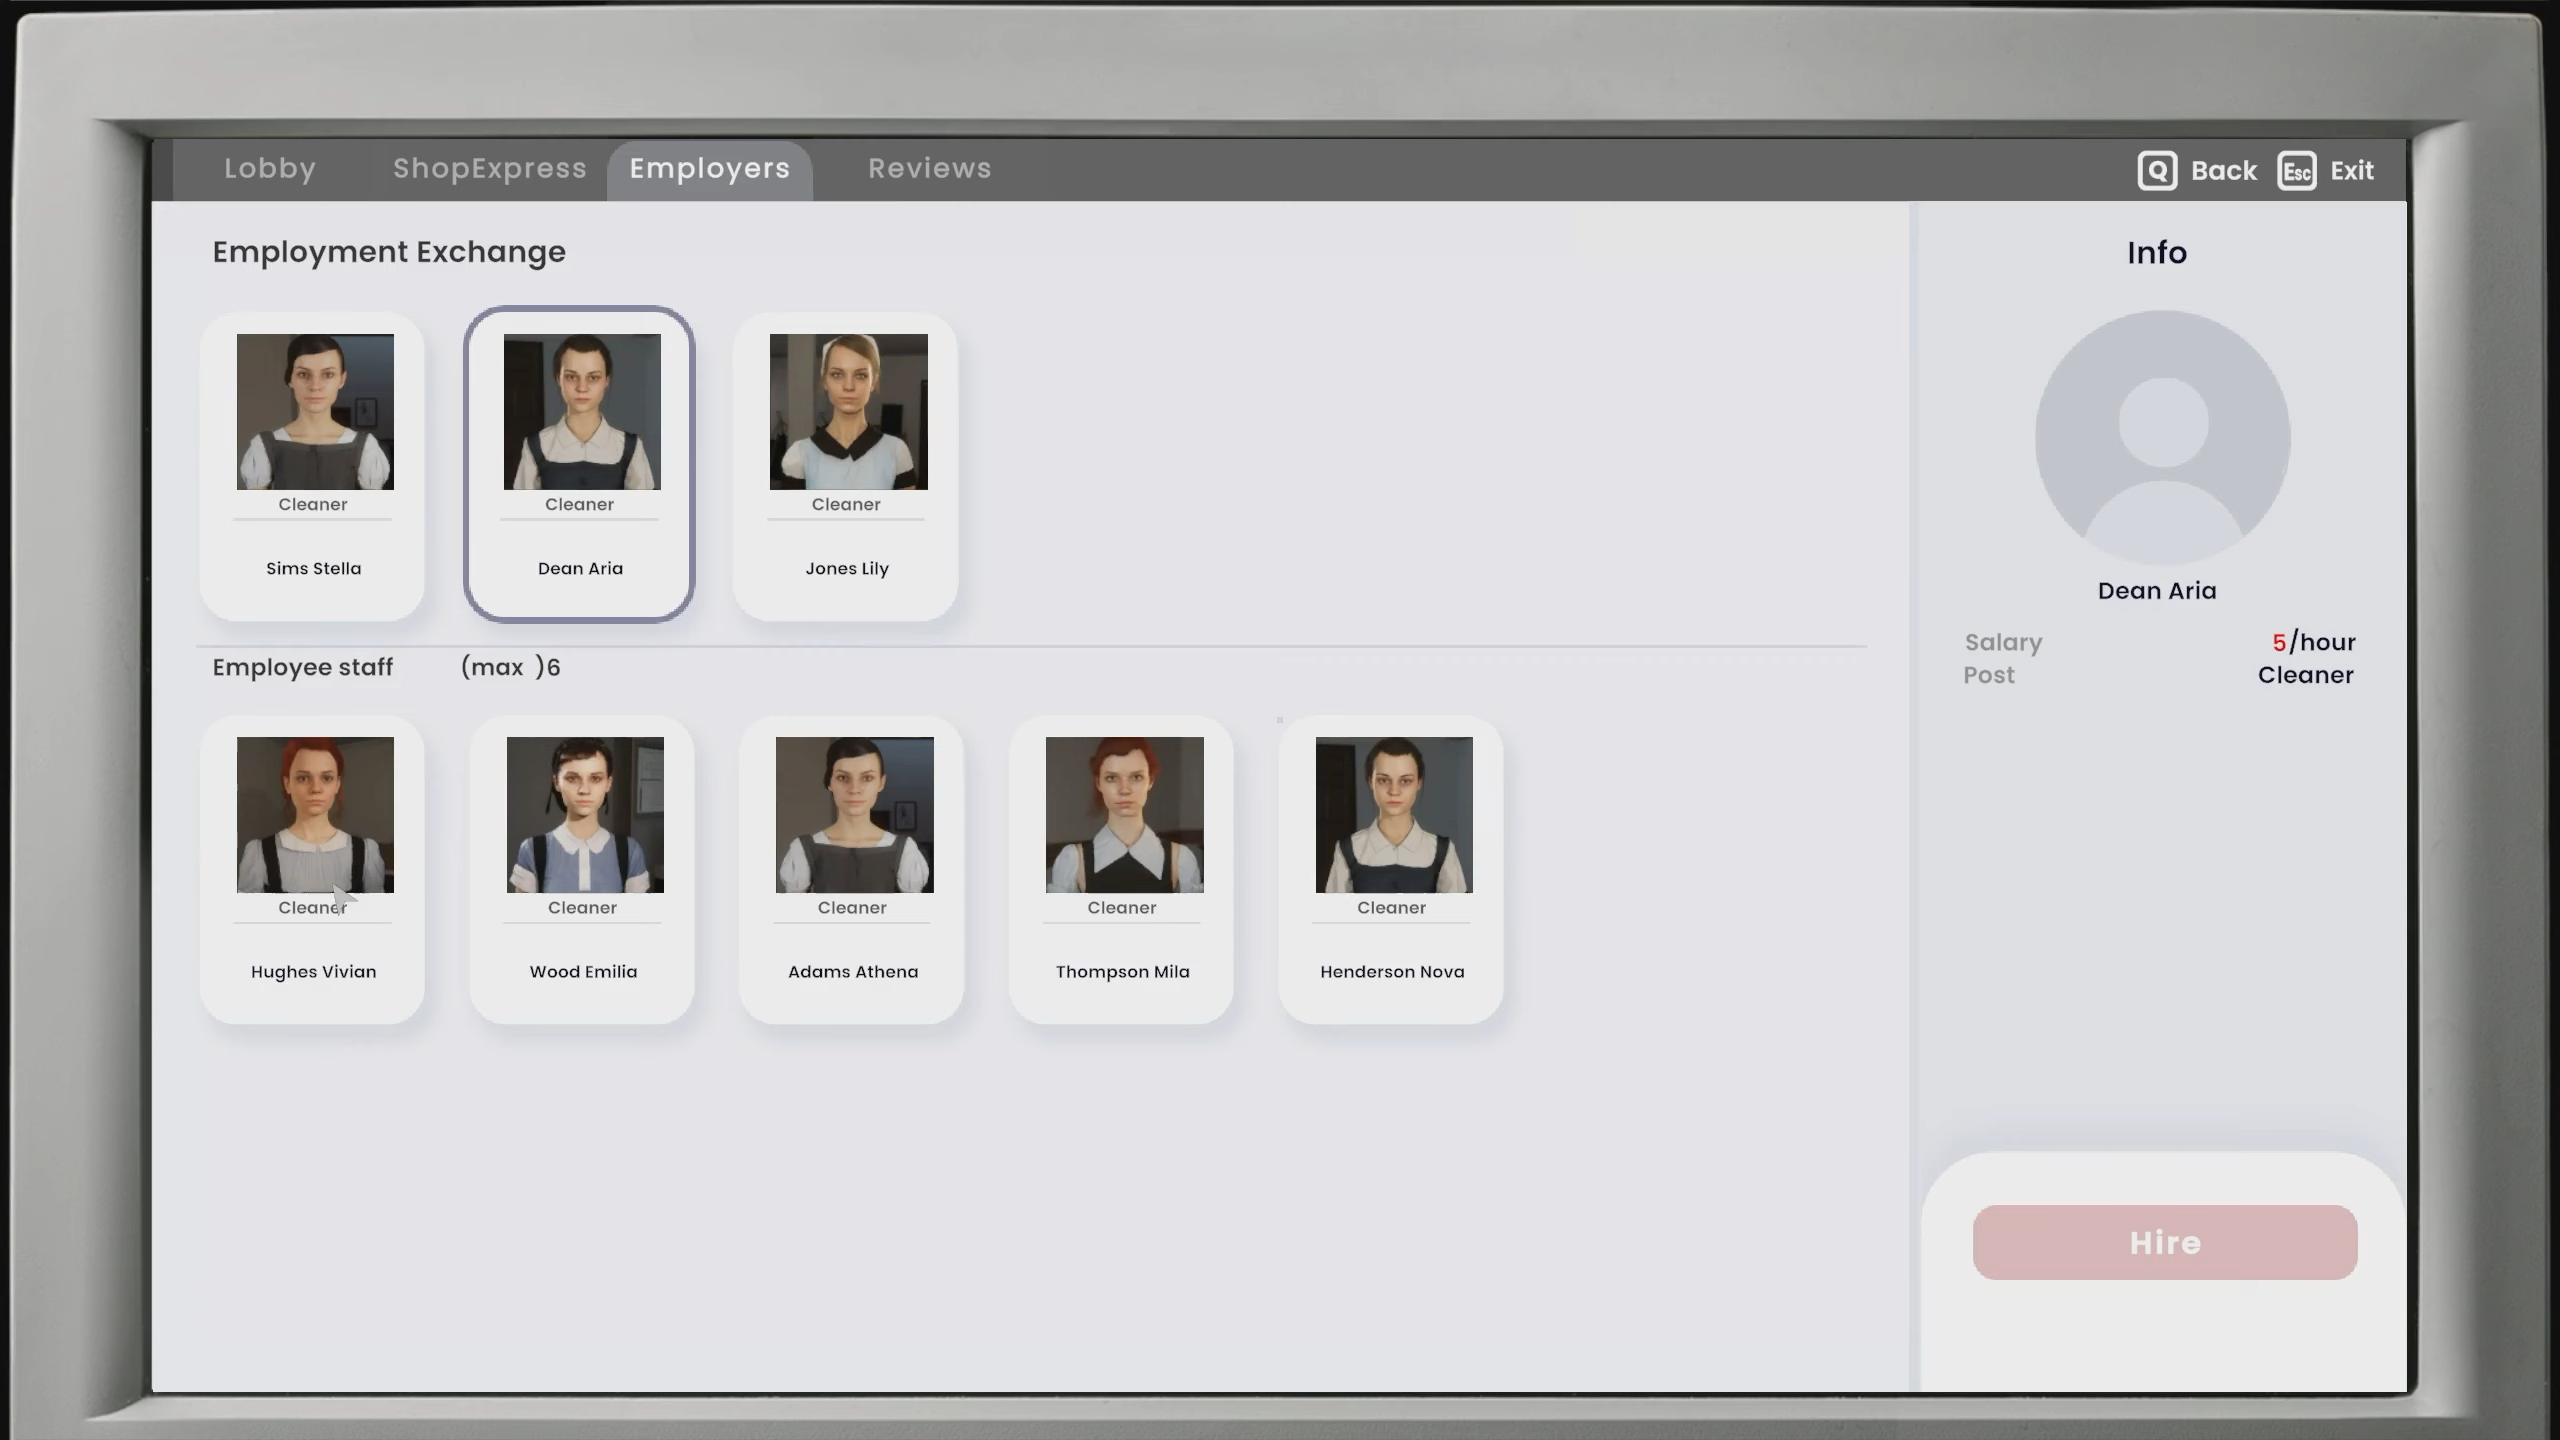 Lobby ShopExpress Employers Reviews Q Back Esc Exit
Employment Exchange
Cleaner
Sims Stella
Cleaner
Dean Aria
Cleaner
Jones Lily
Employee staff (max )6
Cleaner
Hughes Vivian
Cleaner
Wood Emilia
Cleaner
Adams Athena
Cleaner
Thompson Mila
Cleaner
Henderson Nova
Info
Dean Aria
Salary 5/hour
Post Cleaner
Hire